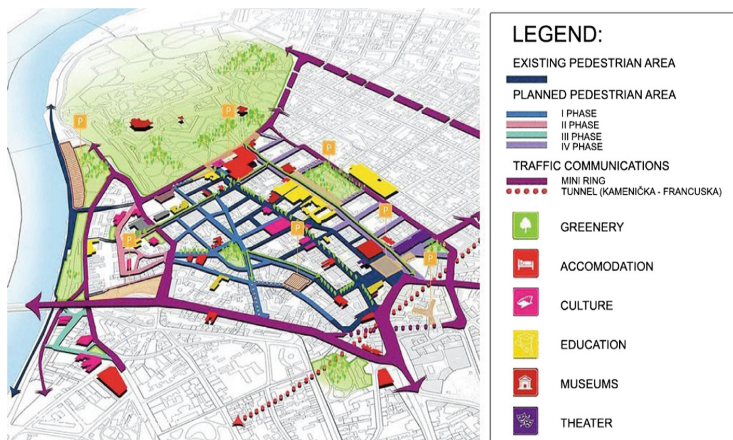 LEGEND:
EXISTING PEDESTRIAN AREA
PLANNED PEDESTRIAN AREA
I PHASE
II PHASE
III PHASE
IV PHASE
TRAFFIC COMMUNICATIONS
MINI RING
TUNNEL (KAMENIČKA - FRANCUSKA)
GREENERY
ACCOMODATION
CULTURE
EDUCATION
MUSEUMS
THEATER
P
P
P
P
P
P
P